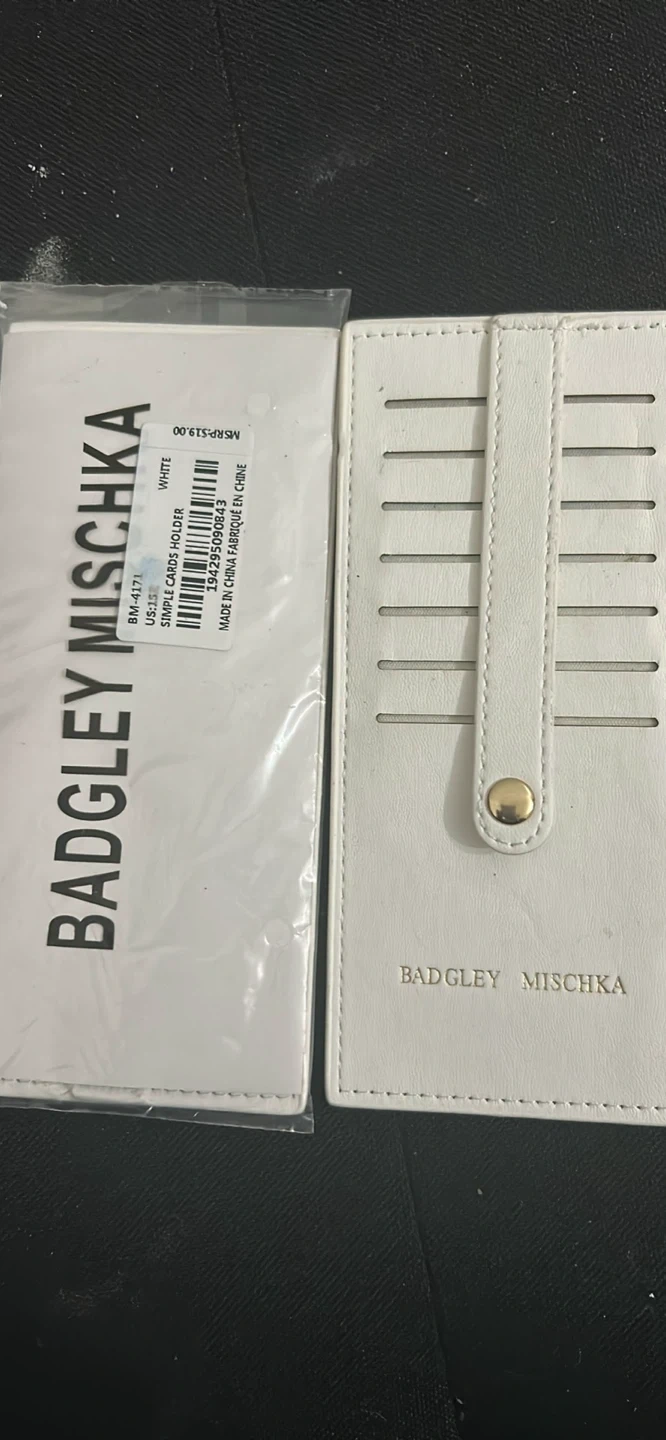 BADGLEY MISCHKA
BM-4171
US:
SIMPLE CARDS HOLDER WHITE
194295090843
MADE IN CHINA FABRIQUÉ EN CHINE
MSRP:$19.00
BADGLEY MISCHKA